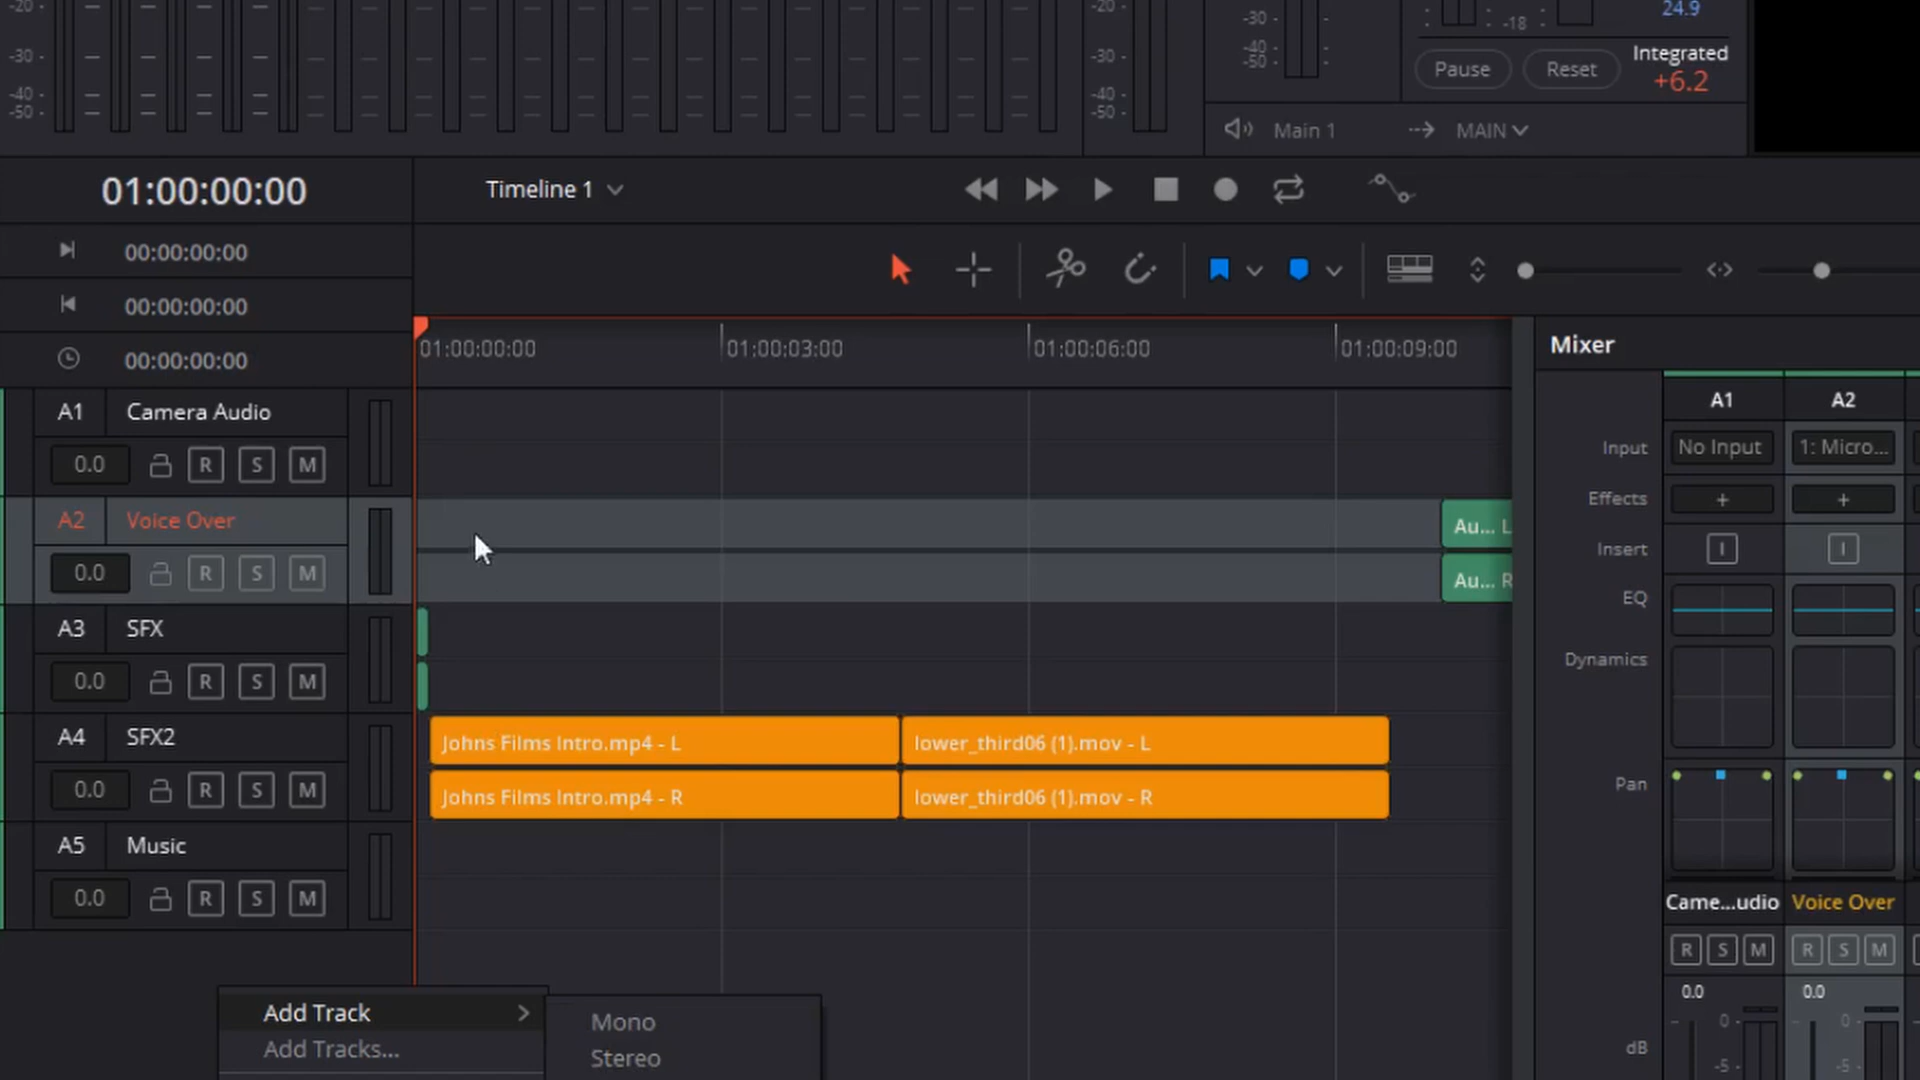 -20 -
-20 -
-30 -
- -18 -
24.9
-30 -
-30 -
-40 -
-50 -
Pause
Reset
Integrated
+6.2
-40 -
-50 -
-40 -
-50 -
Main 1
MAIN
01:00:00:00
Timeline 1
00:00:00:00
00:00:00:00
00:00:00:00
01:00:00:00
01:00:03:00
01:00:06:00
01:00:09:00
Mixer
A1 Camera Audio
0.0 R S M
A2 Voice Over
0.0 R S M
Au... L
Au... R
A3 SFX
0.0 R S M
A4 SFX2
0.0 R S M
Johns Films Intro.mp4 - L
lower_third06 (1).mov - L
Johns Films Intro.mp4 - R
lower_third06 (1).mov - R
A5 Music
0.0 R S M
Add Track
Add Tracks...
Mono
Stereo
A1 A2
Input No Input 1: Micro...
Effects + +
Insert I I
EQ
Dynamics
Pan
Came...udio Voice Over
R S M R S M
0.0 0.0
0- 0-
dB
-5 -5